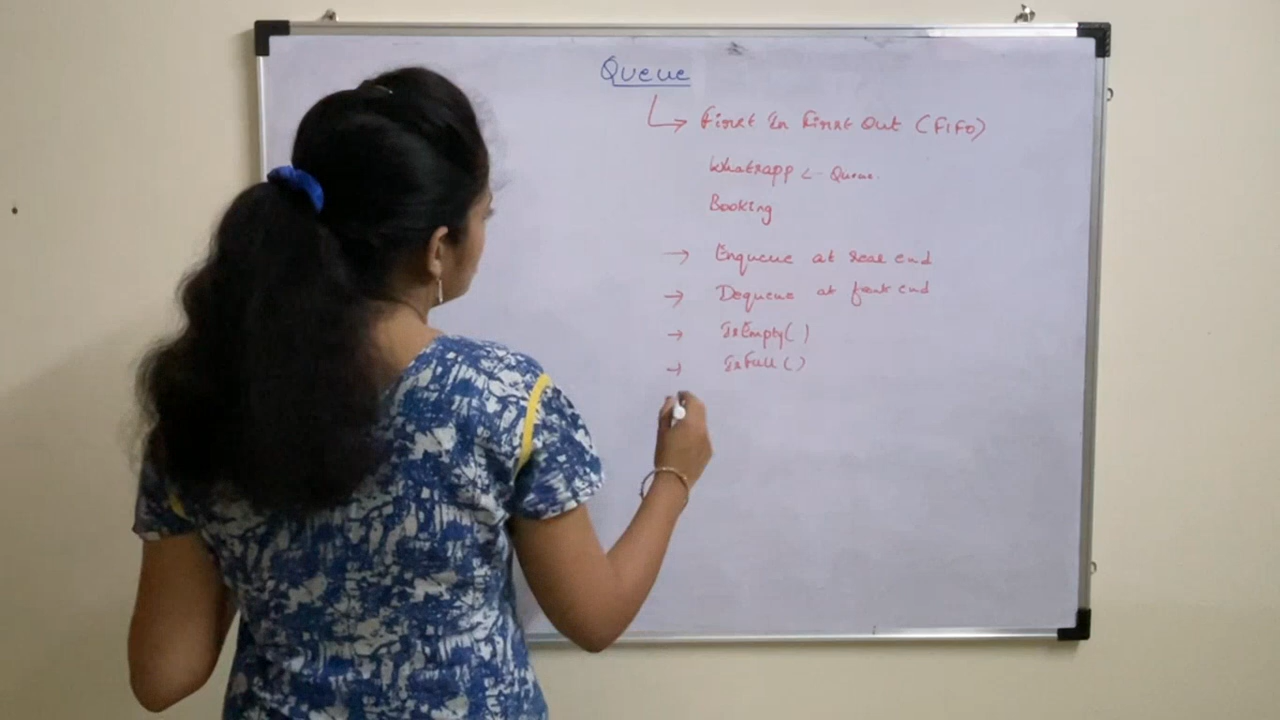 Queue
→ First In First Out (FIFO)
Whatsapp <- Queue.
Booking
→ Enqueue at rear end
→ Dequeue at front end
→ IsEmpty( )
→ IsFull ( )